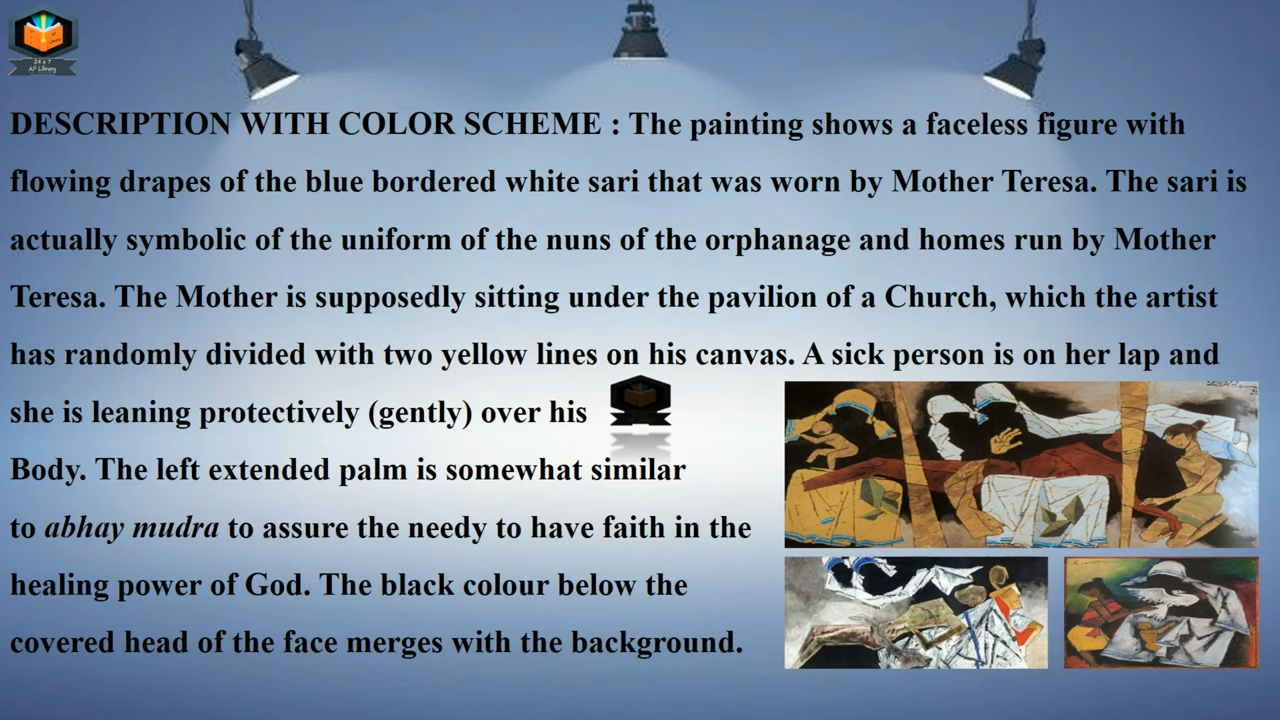 24 x 7
AF Library
DESCRIPTION WITH COLOR SCHEME : The painting shows a faceless figure with
flowing drapes of the blue bordered white sari that was worn by Mother Teresa. The sari is
actually symbolic of the uniform of the nuns of the orphanage and homes run by Mother
Teresa. The Mother is supposedly sitting under the pavilion of a Church, which the artist
has randomly divided with two yellow lines on his canvas. A sick person is on her lap and
she is leaning protectively (gently) over his
Body. The left extended palm is somewhat similar
to abhay mudra to assure the needy to have faith in the
healing power of God. The black colour below the
covered head of the face merges with the background.